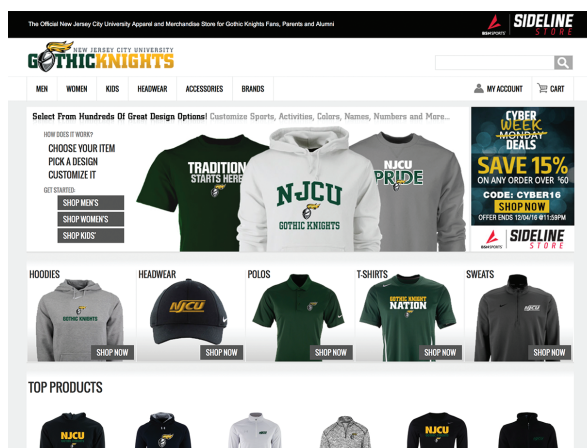 The Official New Jersey City University Apparel and Merchandise Store for Gothic Knights Fans, Parents and Alumni
BSN SPORTS
SIDELINE
STORE
NEW JERSEY CITY UNIVERSITY
GOTHICKNIGHTS
MEN WOMEN KIDS HEADWEAR ACCESSORIES BRANDS
MY ACCOUNT CART
Select From Hundreds Of Great Design Options! Customize Sports, Activities, Colors, Names, Numbers and More...
HOW DOES IT WORK?
CHOOSE YOUR ITEM
PICK A DESIGN
CUSTOMIZE IT
GET STARTED:
SHOP MEN'S
SHOP WOMEN'S
SHOP KIDS'
TRADITION
STARTS HERE
NJCU
GOTHIC KNIGHTS
NJCU
PRIDE
CYBER
WEEK
MONDAY
DEALS
SAVE 15%
ON ANY ORDER OVER $60
CODE: CYBER16
SHOP NOW
OFFER ENDS 12/04/16 @11:59PM
BSN SPORTS
SIDELINE
STORE
HOODIES HEADWEAR POLOS T-SHIRTS SWEATS
GOTHIC KNIGHTS
NJCU
GOTHIC KNIGHT
NATION
NJCU
SHOP NOW SHOP NOW SHOP NOW SHOP NOW SHOP NOW
TOP PRODUCTS
NJCU
NJCU